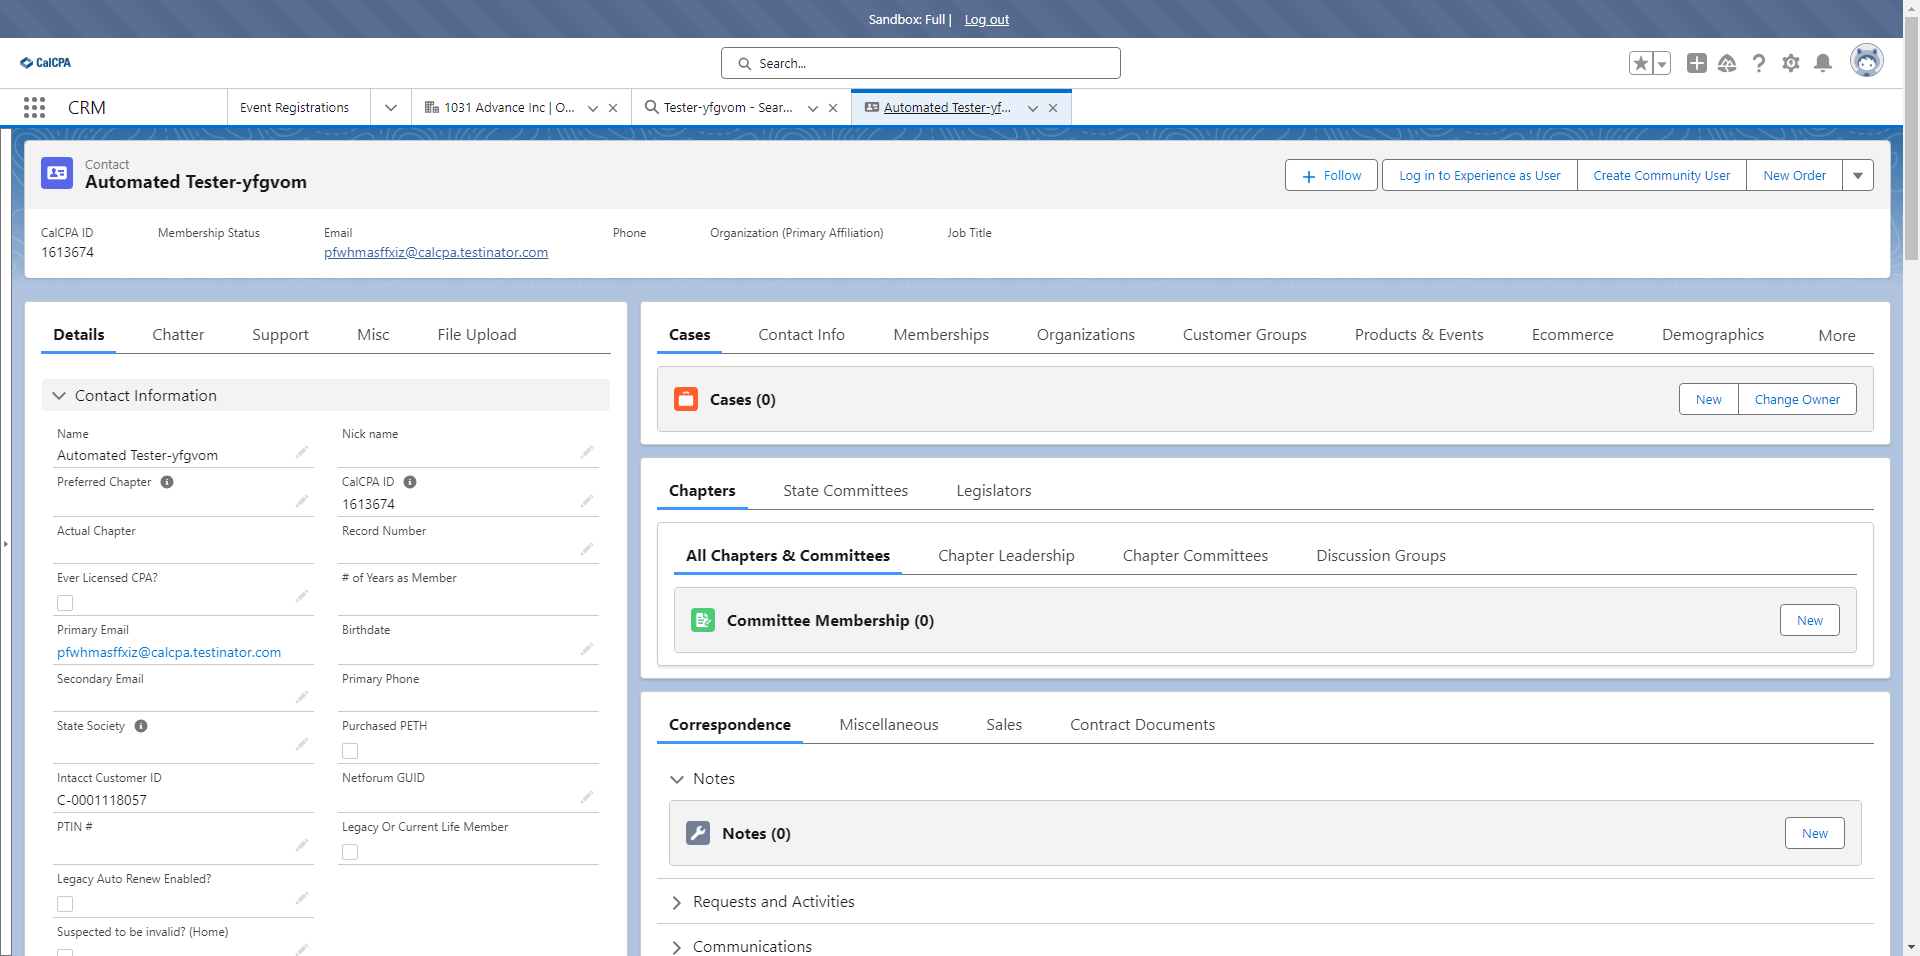 Sandbox: Full | Log out
CalCPA
Search...
CRM
Event Registrations
1031 Advance Inc | O...
Tester-yfgvom - Sear...
Automated Tester-yf...
Contact
Automated Tester-yfgvom
Follow
Log in to Experience as User
Create Community User
New Order
CalCPA ID
1613674
Membership Status
Email
pfwhmasffxiz@calcpa.testinator.com
Phone
Organization (Primary Affiliation)
Job Title
Details
Chatter
Support
Misc
File Upload
Contact Information
Name
Automated Tester-yfgvom
Nick name
Preferred Chapter
CalCPA ID
1613674
Actual Chapter
Record Number
Ever Licensed CPA?
# of Years as Member
Primary Email
pfwhmasffxiz@calcpa.testinator.com
Birthdate
Secondary Email
Primary Phone
State Society
Purchased PETH
Intacct Customer ID
C-0001118057
Netforum GUID
PTIN #
Legacy Or Current Life Member
Legacy Auto Renew Enabled?
Suspected to be invalid? (Home)
Cases
Contact Info
Memberships
Organizations
Customer Groups
Products & Events
Ecommerce
Demographics
More
Cases (0)
New
Change Owner
Chapters
State Committees
Legislators
All Chapters & Committees
Chapter Leadership
Chapter Committees
Discussion Groups
Committee Membership (0)
New
Correspondence
Miscellaneous
Sales
Contract Documents
Notes
Notes (0)
New
Requests and Activities
Communications